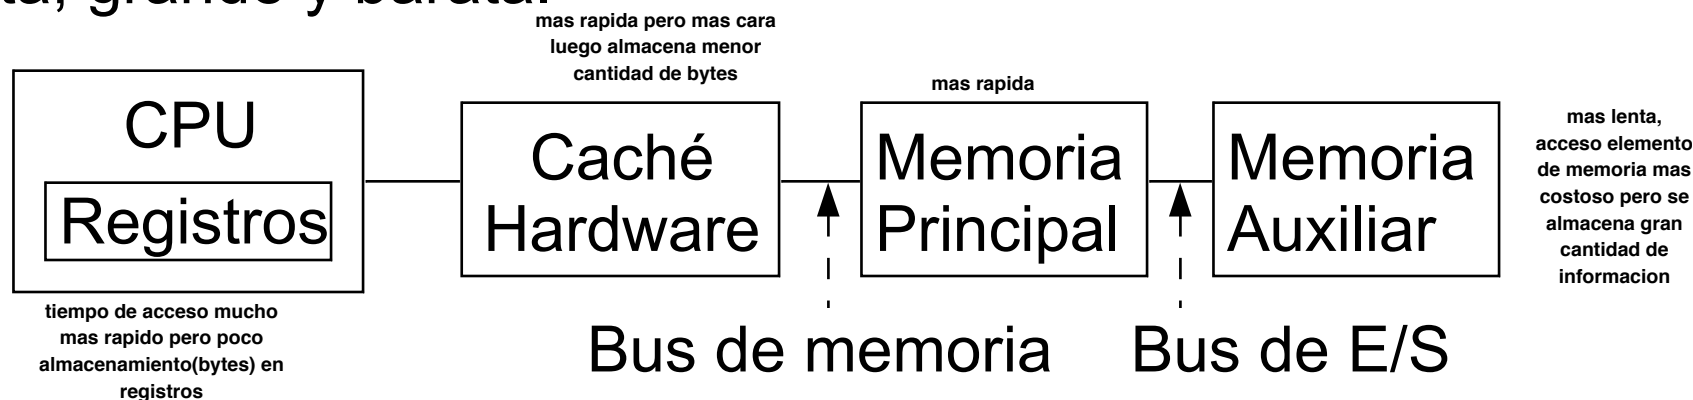 grande y barata.
mas rapida pero mas cara
luego almacena menor
cantidad de bytes
mas rapida
CPU
Registros
Caché
Hardware
Memoria
Principal
Memoria
Auxiliar
mas lenta,
acceso elemento
de memoria mas
costoso pero se
almacena gran
cantidad de
informacion
tiempo de acceso mucho
mas rapido pero poco
almacenamiento(bytes) en
registros
Bus de memoria
Bus de E/S